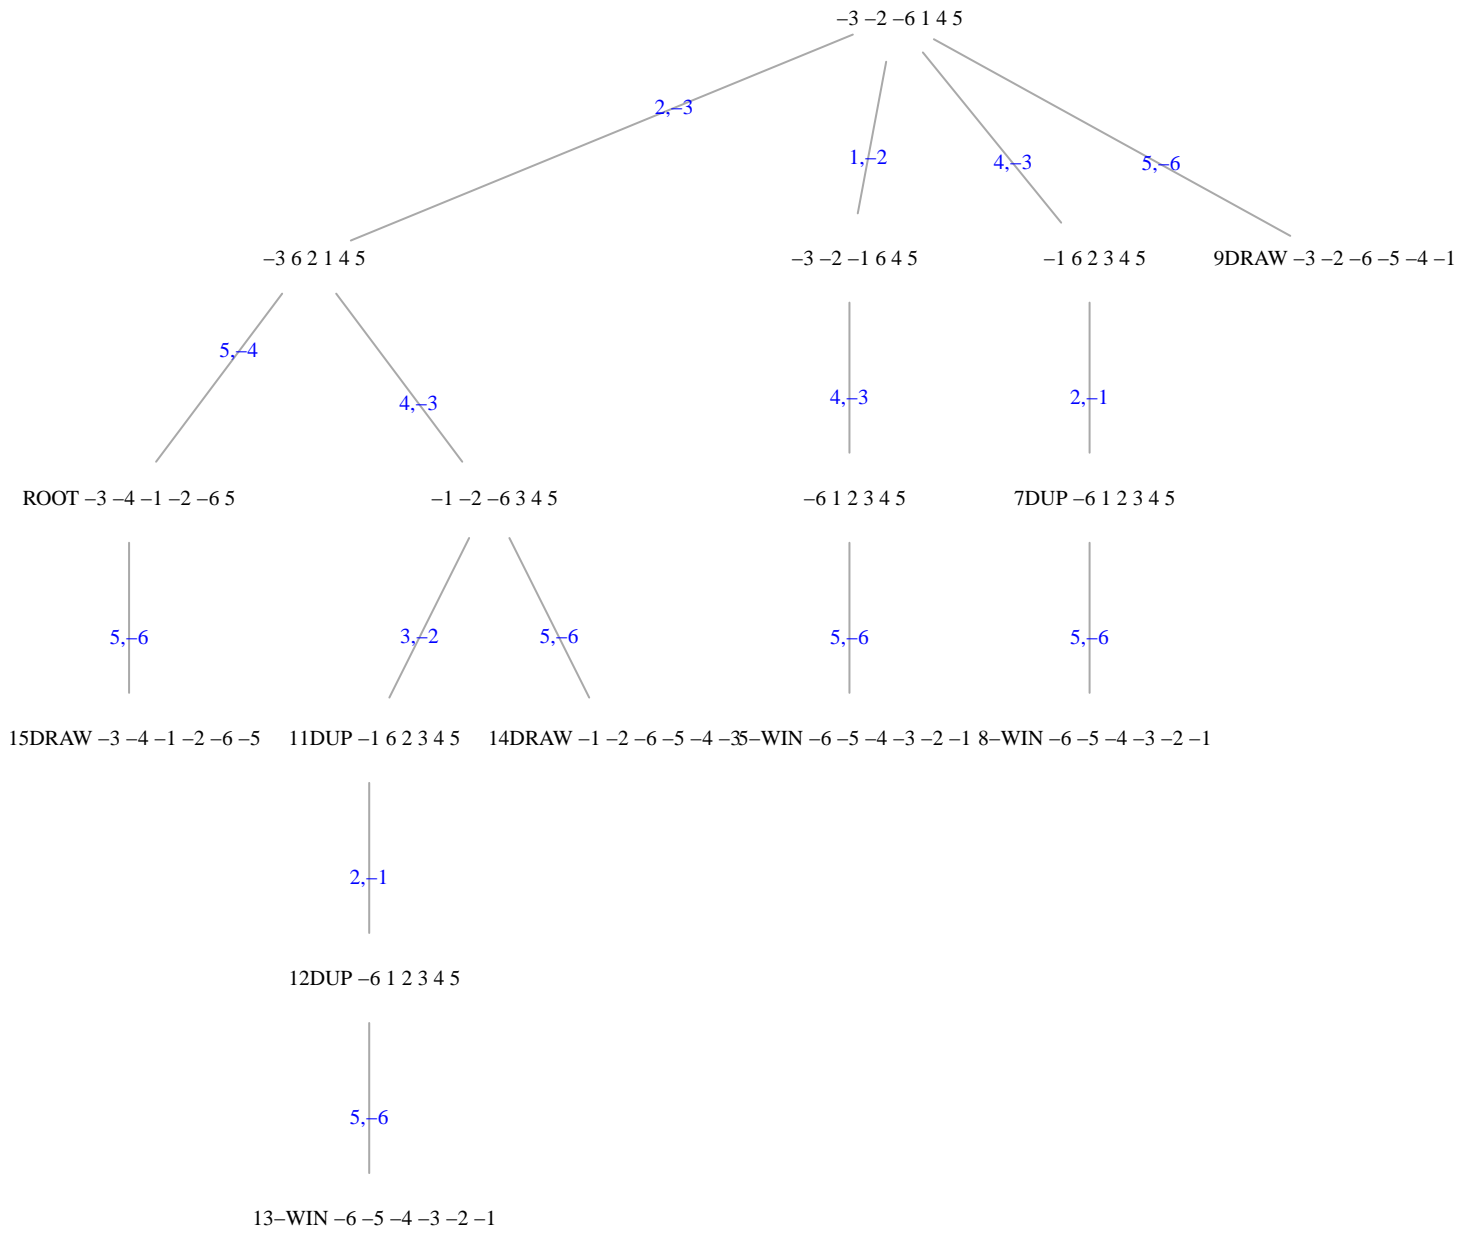 –3 –2 –6 1 4 5
2,–3
1,–2
4,–3
5,–6
–3 6 2 1 4 5
–3 –2 –1 6 4 5
–1 6 2 3 4 5
9DRAW –3 –2 –6 –5 –4 –1
5,–4
4,–3
4,–3
2,–1
ROOT –3 –4 –1 –2 –6 5
–1 –2 –6 3 4 5
–6 1 2 3 4 5
7DUP –6 1 2 3 4 5
5,–6
3,–2
5,–6
5,–6
5,–6
15DRAW –3 –4 –1 –2 –6 –5
11DUP –1 6 2 3 4 5
14DRAW –1 –2 –6 –5 –4 –3
5–WIN –6 –5 –4 –3 –2 –1
8–WIN –6 –5 –4 –3 –2 –1
2,–1
12DUP –6 1 2 3 4 5
5,–6
13–WIN –6 –5 –4 –3 –2 –1